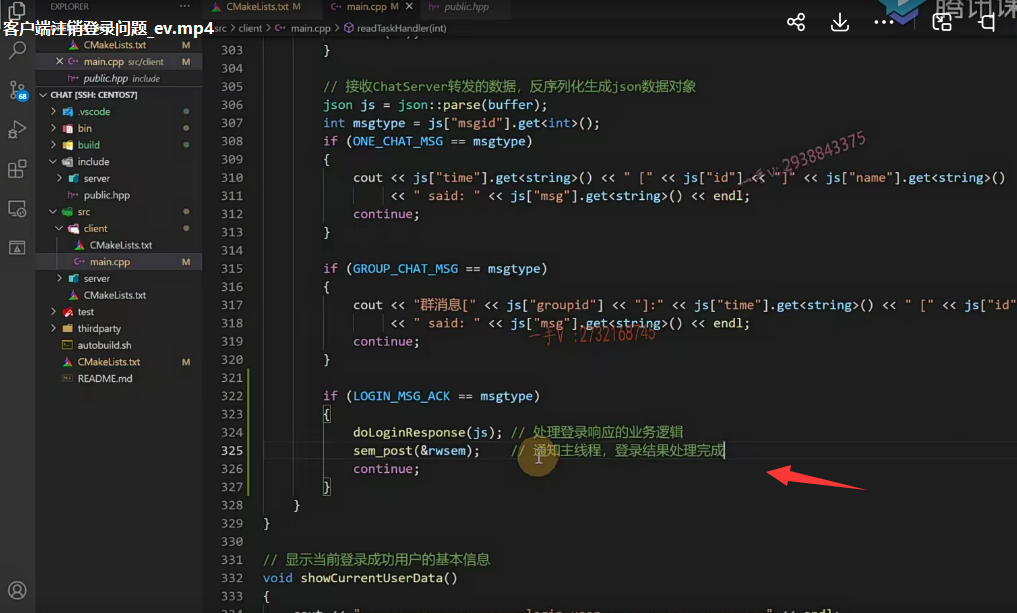 EXPLORER
CMakeLists.txt M
main.cpp M
public.hpp
腾讯课
客户端注销登录问题_ev.mp4
src > client > main.cpp > readTaskHandler(int)
CMakeLists.txt M
main.cpp src/client M
public.hpp include
68
CHAT [SSH: CENTOS7]
.vscode
bin
build
include
server
public.hpp
src
client
CMakeLists.txt
main.cpp M
server
CMakeLists.txt
test
thirdparty
autobuild.sh
CMakeLists.txt M
README.md
303 }
304
305 // 接收ChatServer转发的数据，反序列化生成json数据对象
306 json js = json::parse(buffer);
307 int msgtype = js["msgid"].get<int>();
308 if (ONE_CHAT_MSG == msgtype)
309 {
310 cout << js["time"].get<string>() << " [" << js["id"] << "]" << js["name"].get<string>()
311 << " said: " << js["msg"].get<string>() << endl;
312 continue;
313 }
314
315 if (GROUP_CHAT_MSG == msgtype)
316 {
317 cout << "群消息[" << js["groupid"] << "]:" << js["time"].get<string>() << " [" << js["id"
318 << " said: " << js["msg"].get<string>() << endl;
319 continue;
320 }
321
322 if (LOGIN_MSG_ACK == msgtype)
323 {
324 doLoginResponse(js); // 处理登录响应的业务逻辑
325 sem_post(&rwsem); // 通知主线程，登录结果处理完成
326 continue;
327 }
328 }
329 }
330
331 // 显示当前登录成功用户的基本信息
332 void showCurrentUserData()
333 {
一手v:2938843375
一手V :2732168745